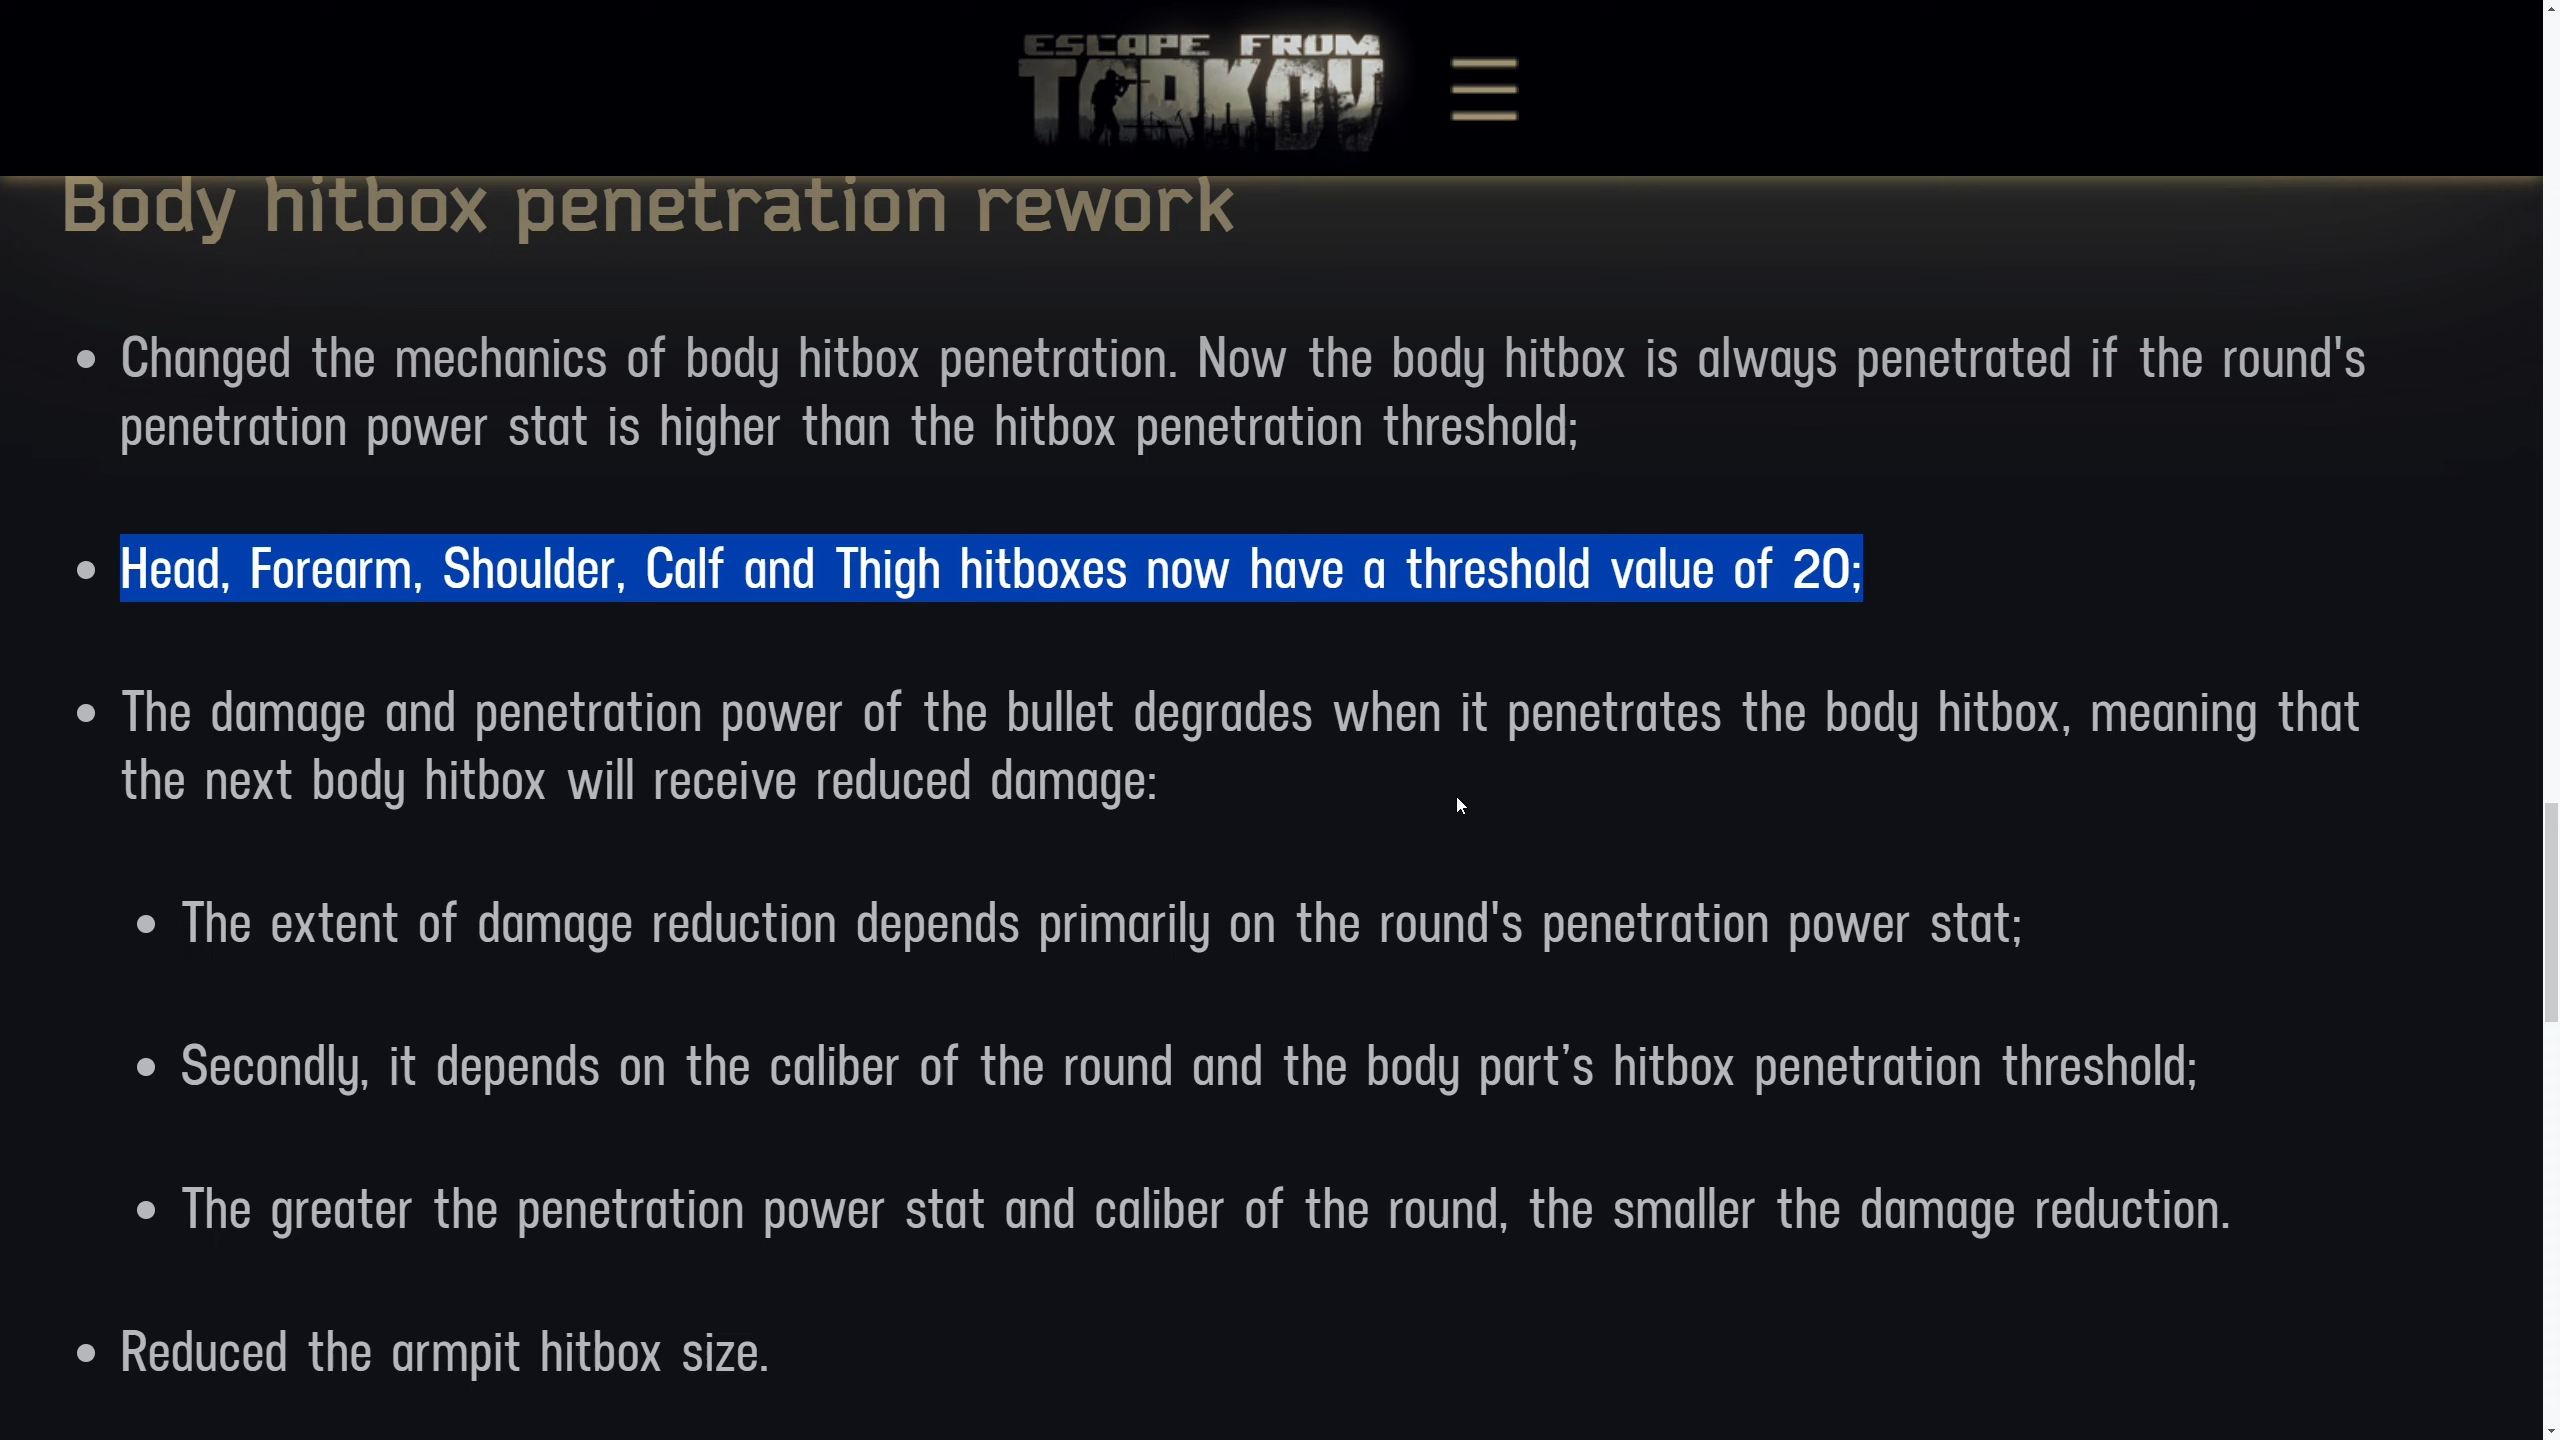 ESCAPE FROM
TARKOV
Body hitbox penetration rework
Changed the mechanics of body hitbox penetration. Now the body hitbox is always penetrated if the round's
penetration power stat is higher than the hitbox penetration threshold;
Head, Forearm, Shoulder, Calf and Thigh hitboxes now have a threshold value of 20;
The damage and penetration power of the bullet degrades when it penetrates the body hitbox, meaning that
the next body hitbox will receive reduced damage:
The extent of damage reduction depends primarily on the round's penetration power stat;
Secondly, it depends on the caliber of the round and the body part’s hitbox penetration threshold;
The greater the penetration power stat and caliber of the round, the smaller the damage reduction.
Reduced the armpit hitbox size.